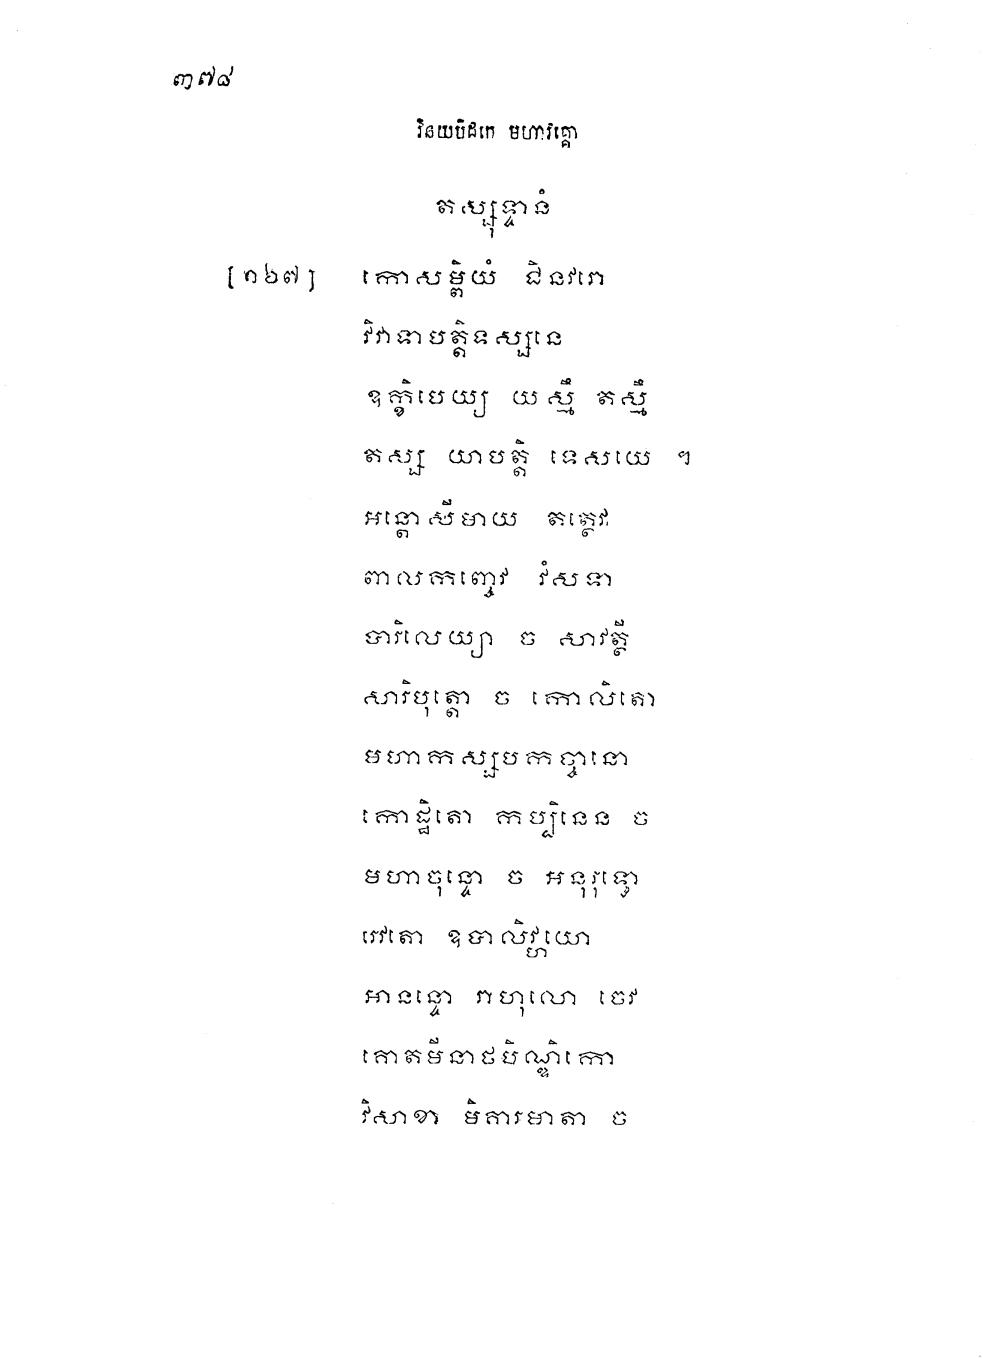 ៣៧៨
វិនយបិដកេ មហាវគ្គោ
តស្សុទ្ទានំ
[១៦៧] កោសម្ពិយំ ជិនវរោ
វិវាទាបត្តិទស្សនេ
ឧក្ខិបេយ្យ យស្មឹ តស្មឹ
តស្ស យាបត្តិ ទេសយេ ។
អន្តោសីមាយ តត្ថេវ
ពាលកញ្ចេវ វំសទា
បារិលេយ្យា ច សាវត្ថី
សារិបុត្តោ ច កោលិតោ
មហាកស្សបកច្ចានោ
កោដ្ឋិតោ កប្បិនេន ច
មហាចុន្ទោ ច អនុរុទ្ធោ
រេវតោ ឧបាលិវ្ហយោ
អានន្ទោ រាហុលោ ចេវ
គោតមីនាថបិណ្ឌិកោ
វិសាខា មិគារមាតា ច